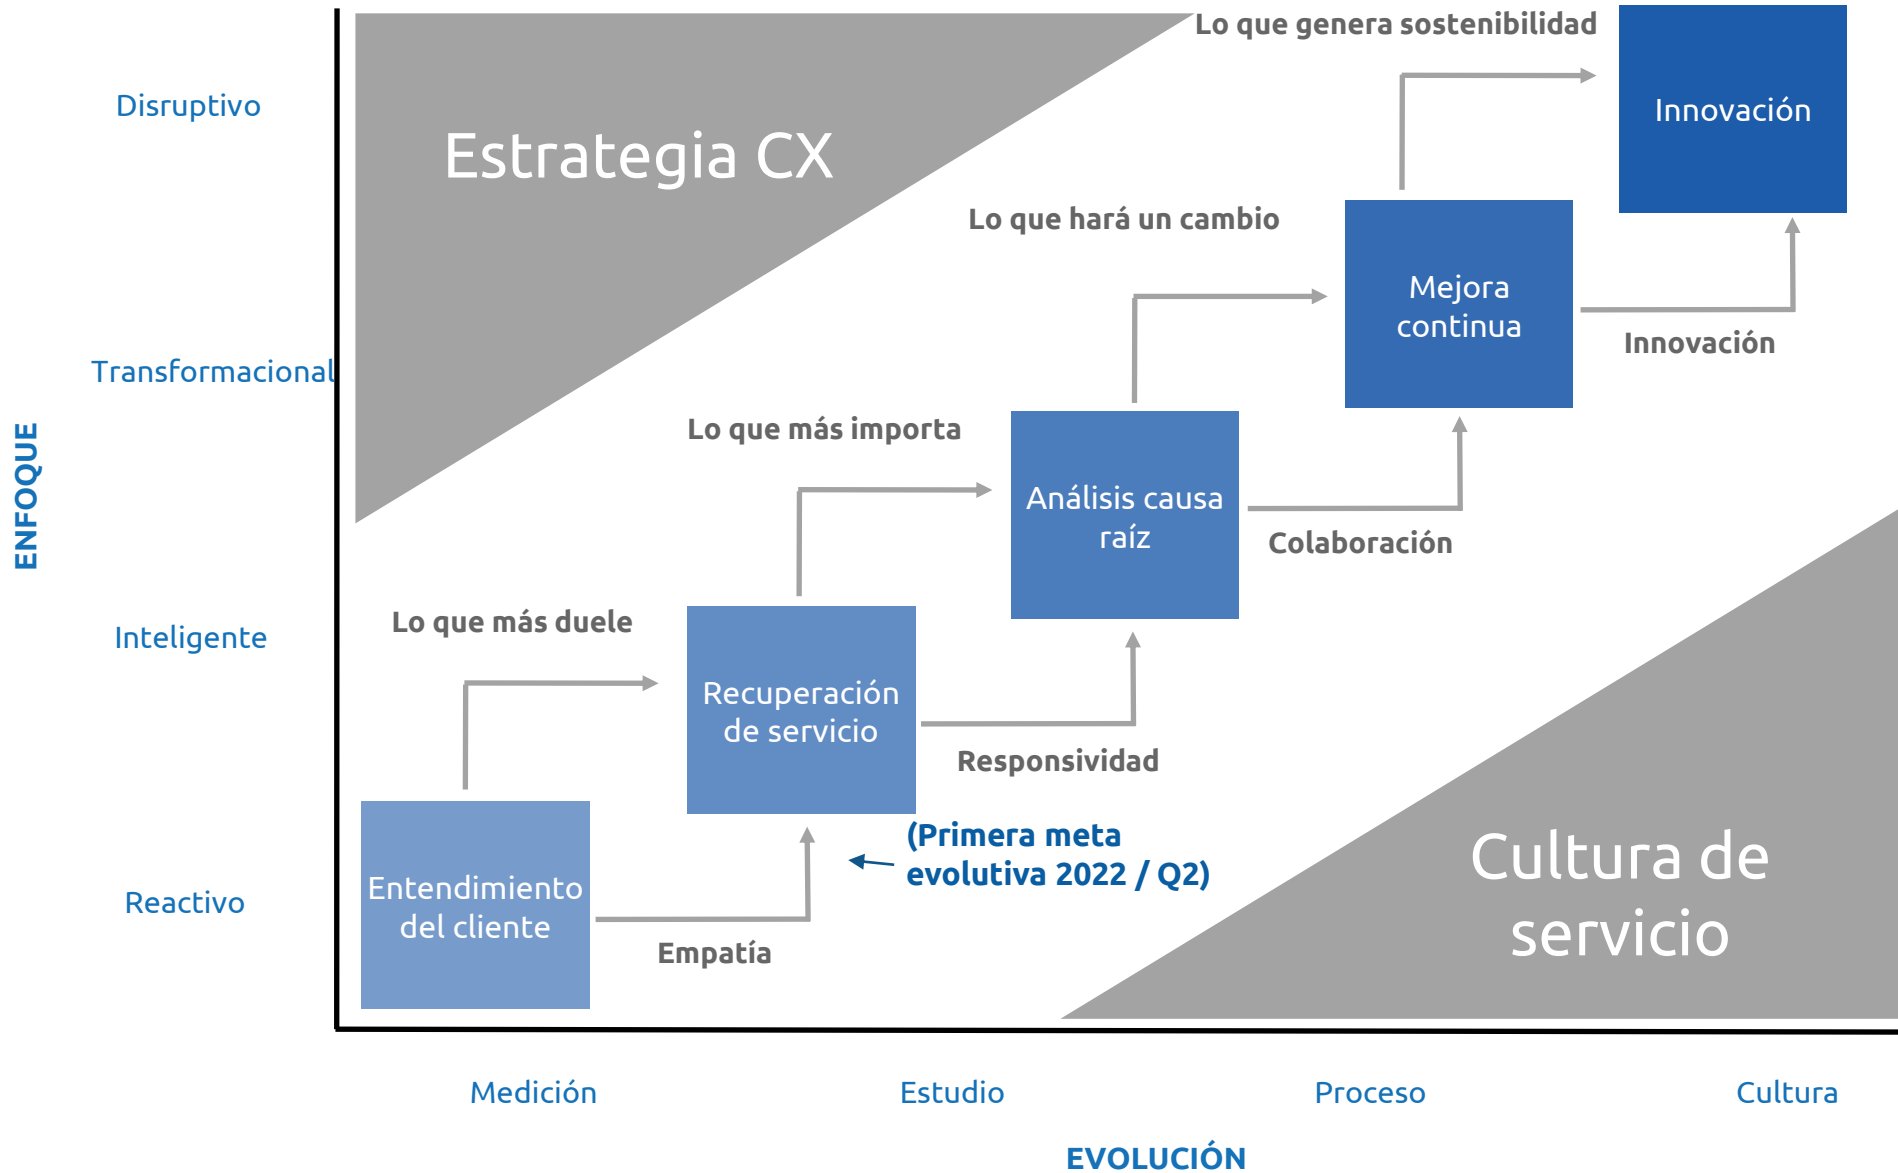 Lo que genera sostenibilidad
Disruptivo
Innovación
Estrategia CX
Lo que hará un cambio
Mejora
continua
Innovación
Transformacional
Lo que más importa
ENFOQUE
Análisis causa
raíz
Colaboración
Lo que más duele
Inteligente
Recuperación
de servicio
Responsividad
(Primera meta
evolutiva 2022 / Q2)
Cultura de
servicio
Entendimiento
del cliente
Reactivo
Empatía
Medición
Estudio
Proceso
Cultura
EVOLUCIÓN